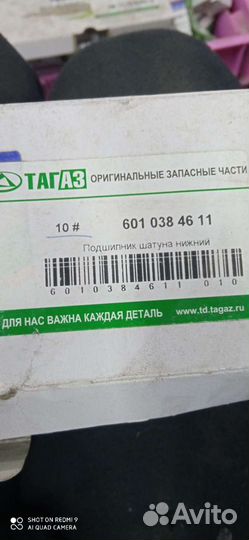 ТАГАЗ ОРИГИНАЛЬНЫЕ ЗАПАСНЫЕ ЧАСТИ
10 # 601 038 46 11
Подшипник шатуна нижний
6010384611 010
ДЛЯ НАС ВАЖНА КАЖДАЯ ДЕТАЛЬ www.td.tagaz.ru
SHOT ON REDMI 9
AI QUAD CAMERA
Avito